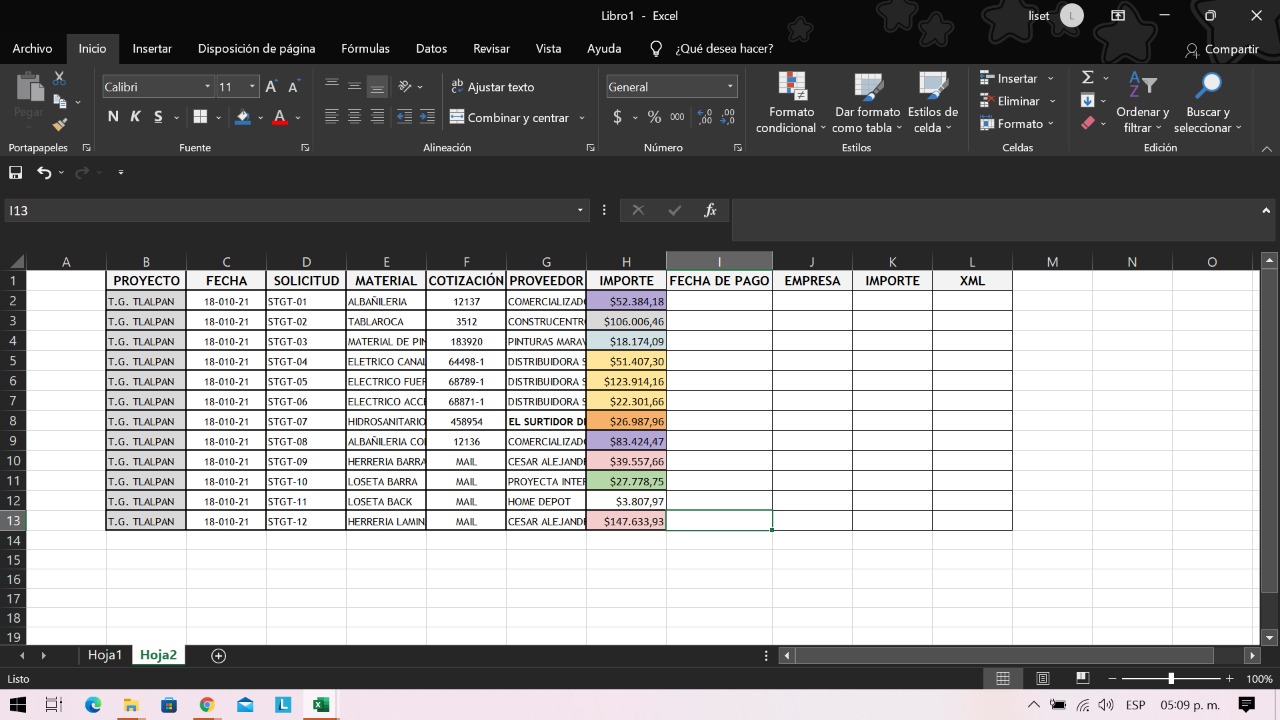 Libro1 - Excel
liset L
Archivo Inicio Insertar Disposición de página Fórmulas Datos Revisar Vista Ayuda ¿Qué desea hacer? Compartir
Pegar
Calibri 11
N K S
Ajustar texto
Combinar y centrar
General
$ % 000
Formato condicional
Dar formato como tabla
Estilos de celda
Insertar
Eliminar
Formato
Ordenar y filtrar
Buscar y seleccionar
Portapapeles Fuente Alineación Número Estilos Celdas Edición
I13 fx
A B C D E F G H I J K L M N O
1 PROYECTO FECHA SOLICITUD MATERIAL COTIZACIÓN PROVEEDOR IMPORTE FECHA DE PAGO EMPRESA IMPORTE XML
2 T.G. TLALPAN 18-010-21 STGT-01 ALBAÑILERIA 12137 COMERCIALIZAD $52.384,18
3 T.G. TLALPAN 18-010-21 STGT-02 TABLAROCA 3512 CONSTRUCENTR $106.006,46
4 T.G. TLALPAN 18-010-21 STGT-03 MATERIAL DE PIN 183920 PINTURAS MARAV $18.174,09
5 T.G. TLALPAN 18-010-21 STGT-04 ELETRICO CANAL 64498-1 DISTRIBUIDORA S $51.407,30
6 T.G. TLALPAN 18-010-21 STGT-05 ELECTRICO FUER 68789-1 DISTRIBUIDORA S $123.914,16
7 T.G. TLALPAN 18-010-21 STGT-06 ELECTRICO ACCE 68871-1 DISTRIBUIDORA S $22.301,66
8 T.G. TLALPAN 18-010-21 STGT-07 HIDROSANITARIO 458954 EL SURTIDOR DE $26.987,96
9 T.G. TLALPAN 18-010-21 STGT-08 ALBAÑILERIA CO 12136 COMERCIALIZAD $83.424,47
10 T.G. TLALPAN 18-010-21 STGT-09 HERRERIA BARRA MAIL CESAR ALEJAND $39.557,66
11 T.G. TLALPAN 18-010-21 STGT-10 LOSETA BARRA MAIL PROYECTA INTE $27.778,75
12 T.G. TLALPAN 18-010-21 STGT-11 LOSETA BACK MAIL HOME DEPOT $3.807,97
13 T.G. TLALPAN 18-010-21 STGT-12 HERRERIA LAMIN MAIL CESAR ALEJAND $147.633,93
14
15
16
17
18
19
Hoja1 Hoja2
Listo 100%
ESP 05:09 p. m.